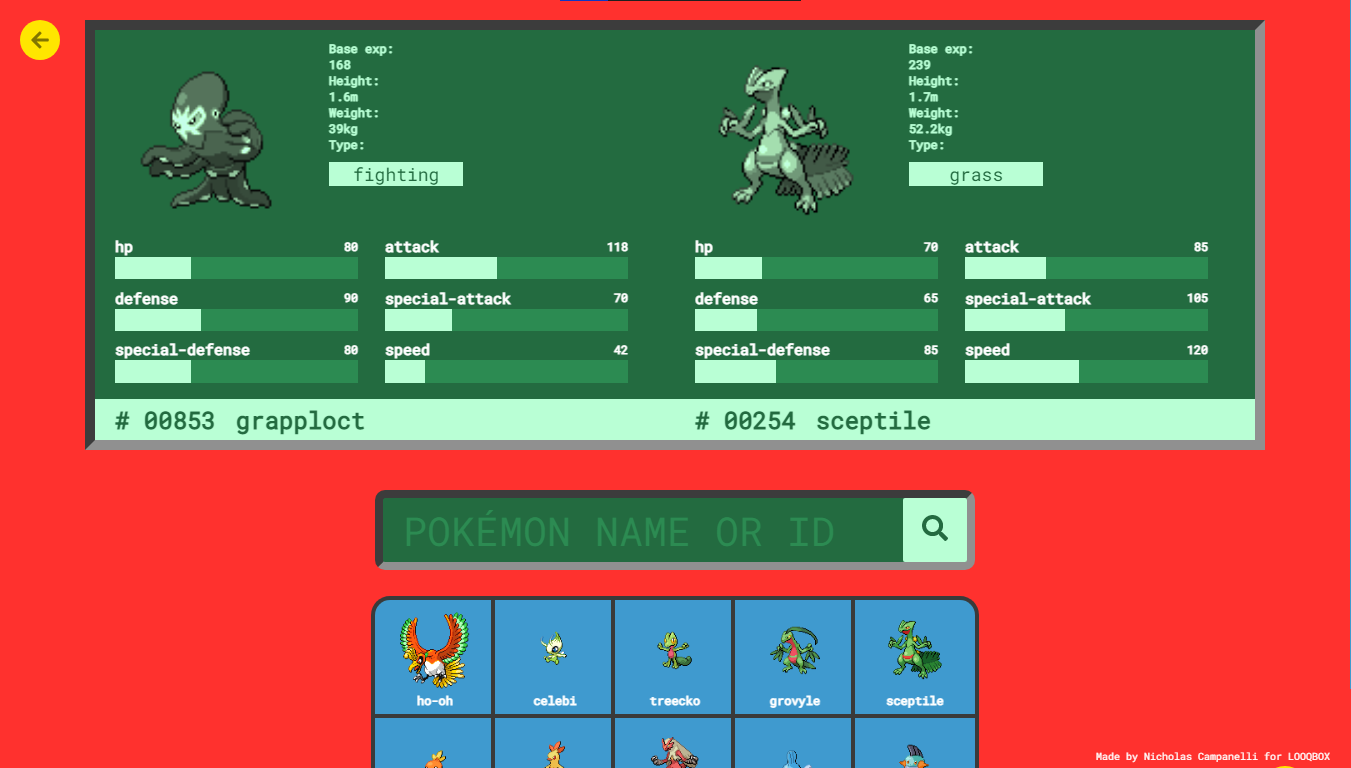 Base exp:
168
Height:
1.6m
Weight:
39kg
Type:
fighting
hp 80
attack 118
defense 90
special-attack 70
special-defense 80
speed 42
# 00853 grapploct
Base exp:
239
Height:
1.7m
Weight:
52.2kg
Type:
grass
hp 70
attack 85
defense 65
special-attack 105
special-defense 85
speed 120
# 00254 sceptile
POKÉMON NAME OR ID
ho-oh
celebi
treecko
grovyle
sceptile
Made by Nicholas Campanelli for LOOQBOX